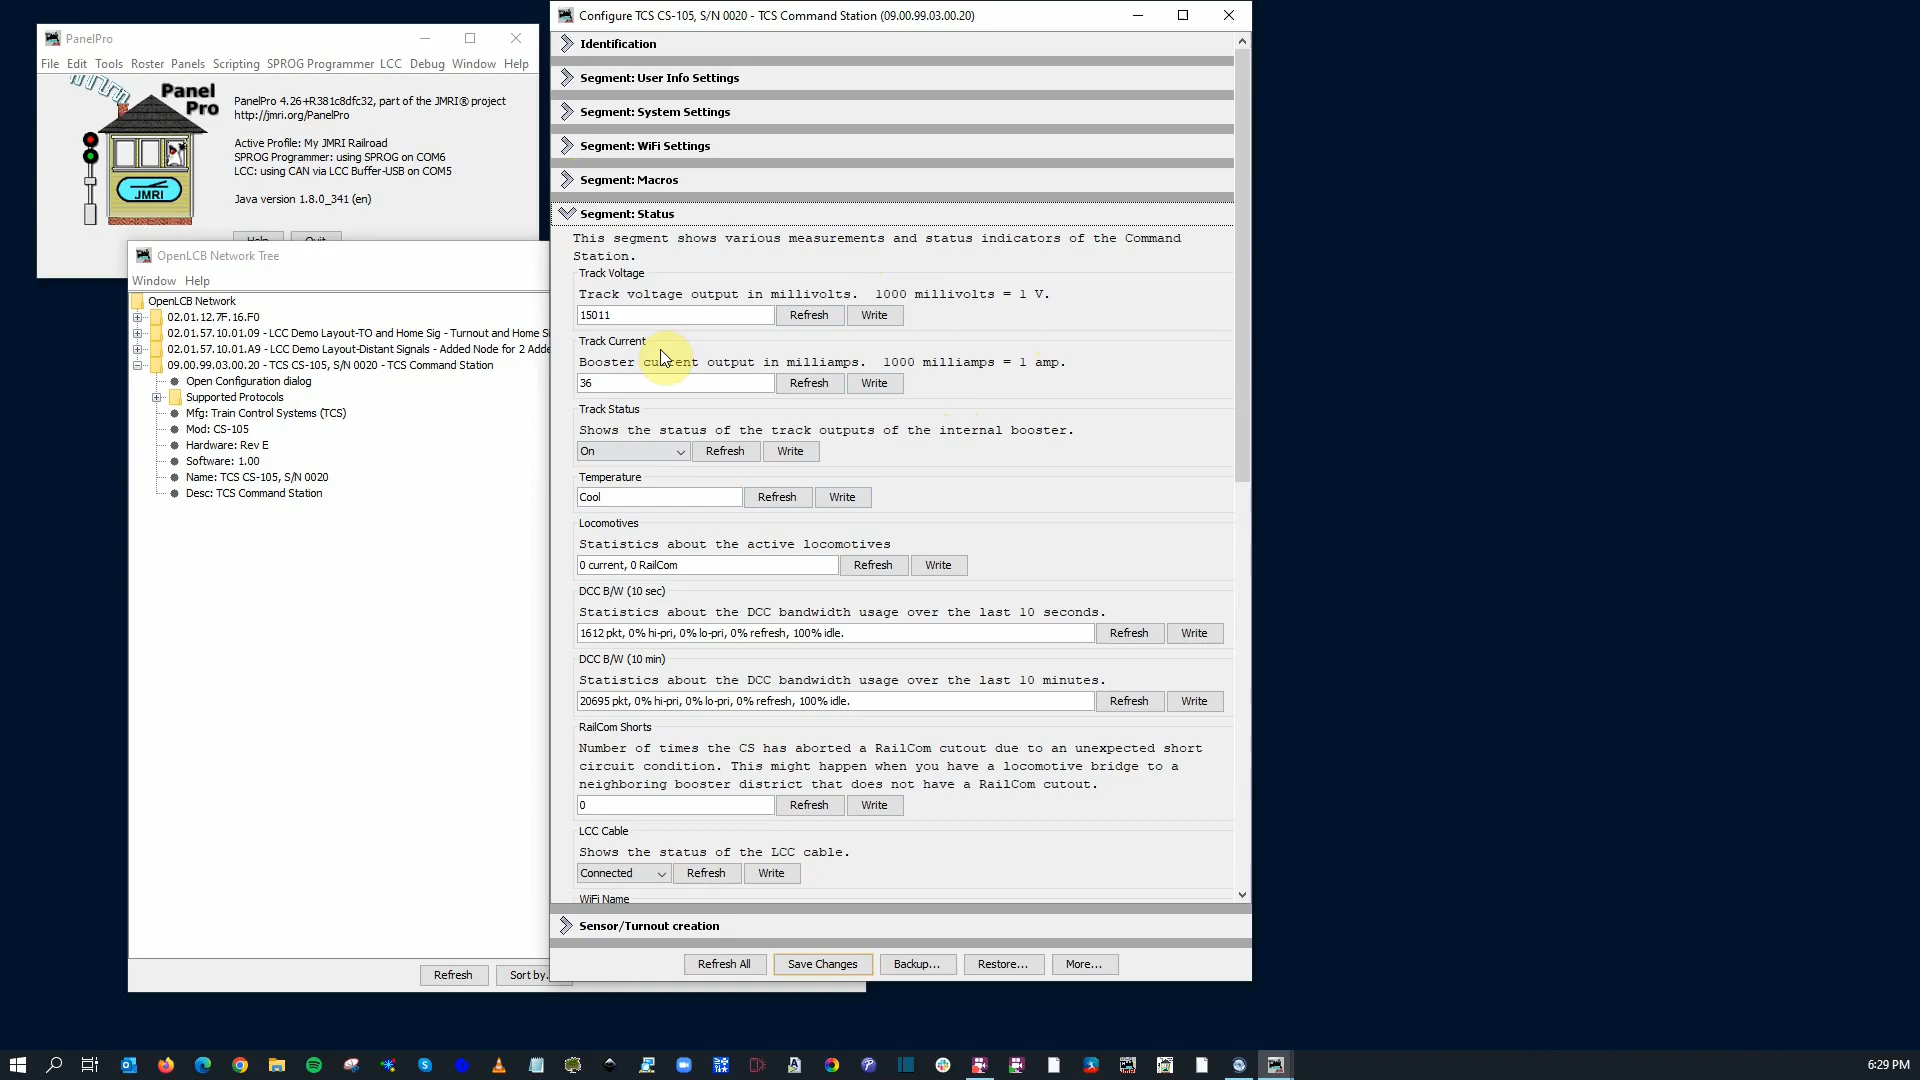 PanelPro
File Edit Tools Roster Panels Scripting SPROG Programmer LCC Debug Window Help
Panel
Pro
JMRI
PanelPro 4.26+R381c8dfc32, part of the JMRI® project
http://jmri.org/PanelPro
Active Profile: My JMRI Railroad
SPROG Programmer: using SPROG on COM6
LCC: using CAN via LCC Buffer-USB on COM5
Java version 1.8.0_341 (en)
Help Quit
OpenLCB Network Tree
Window Help
OpenLCB Network
02.01.12.7F.16.F0
02.01.57.10.01.09 - LCC Demo Layout-TO and Home Sig - Turnout and Home S
02.01.57.10.01.A9 - LCC Demo Layout-Distant Signals - Added Node for 2 Adde
09.00.99.03.00.20 - TCS CS-105, S/N 0020 - TCS Command Station
Open Configuration dialog
Supported Protocols
Mfg: Train Control Systems (TCS)
Mod: CS-105
Hardware: Rev E
Software: 1.00
Name: TCS CS-105, S/N 0020
Desc: TCS Command Station
Refresh Sort by.
Configure TCS CS-105, S/N 0020 - TCS Command Station (09.00.99.03.00.20)
Identification
Segment: User Info Settings
Segment: System Settings
Segment: WiFi Settings
Segment: Macros
Segment: Status
This segment shows various measurements and status indicators of the Command
Station.
Track Voltage
Track voltage output in millivolts. 1000 millivolts = 1 V.
15011 Refresh Write
Track Current
Booster current output in milliamps. 1000 milliamps = 1 amp.
36 Refresh Write
Track Status
Shows the status of the track outputs of the internal booster.
On Refresh Write
Temperature
Cool Refresh Write
Locomotives
Statistics about the active locomotives
0 current, 0 RailCom Refresh Write
DCC B/W (10 sec)
Statistics about the DCC bandwidth usage over the last 10 seconds.
1612 pkt, 0% hi-pri, 0% lo-pri, 0% refresh, 100% idle. Refresh Write
DCC B/W (10 min)
Statistics about the DCC bandwidth usage over the last 10 minutes.
20695 pkt, 0% hi-pri, 0% lo-pri, 0% refresh, 100% idle. Refresh Write
RailCom Shorts
Number of times the CS has aborted a RailCom cutout due to an unexpected short
circuit condition. This might happen when you have a locomotive bridge to a
neighboring booster district that does not have a RailCom cutout.
0 Refresh Write
LCC Cable
Shows the status of the LCC cable.
Connected Refresh Write
WiFi Name
Sensor/Turnout creation
Refresh All Save Changes Backup... Restore... More...
6:29 PM